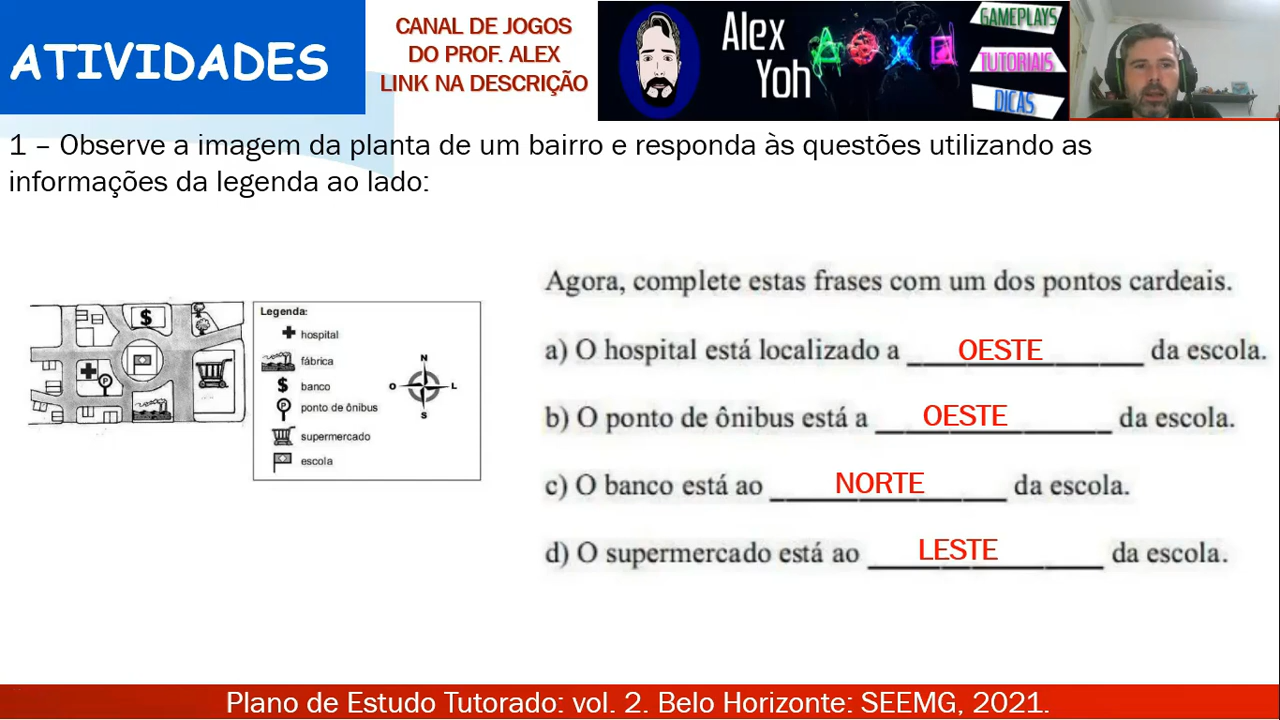 ATIVIDADES
CANAL DE JOGOS
DO PROF. ALEX
LINK NA DESCRIÇÃO
Alex
Yoh
GAMEPLAYS
TUTORIAIS
DICAS
1 – Observe a imagem da planta de um bairro e responda às questões utilizando as
informações da legenda ao lado:
$
P
Legenda:
hospital
fábrica
$ banco
P ponto de ônibus
supermercado
escola
N
O L
S
Agora, complete estas frases com um dos pontos cardeais.
a) O hospital está localizado a OESTE da escola.
b) O ponto de ônibus está a OESTE da escola.
c) O banco está ao NORTE da escola.
d) O supermercado está ao LESTE da escola.
Plano de Estudo Tutorado: vol. 2. Belo Horizonte: SEEMG, 2021.